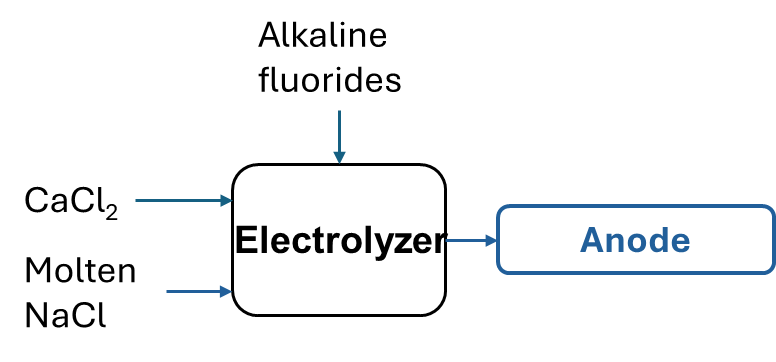 Alkaline
fluorides
CaCl₂
Electrolyzer
Anode
Molten
NaCl